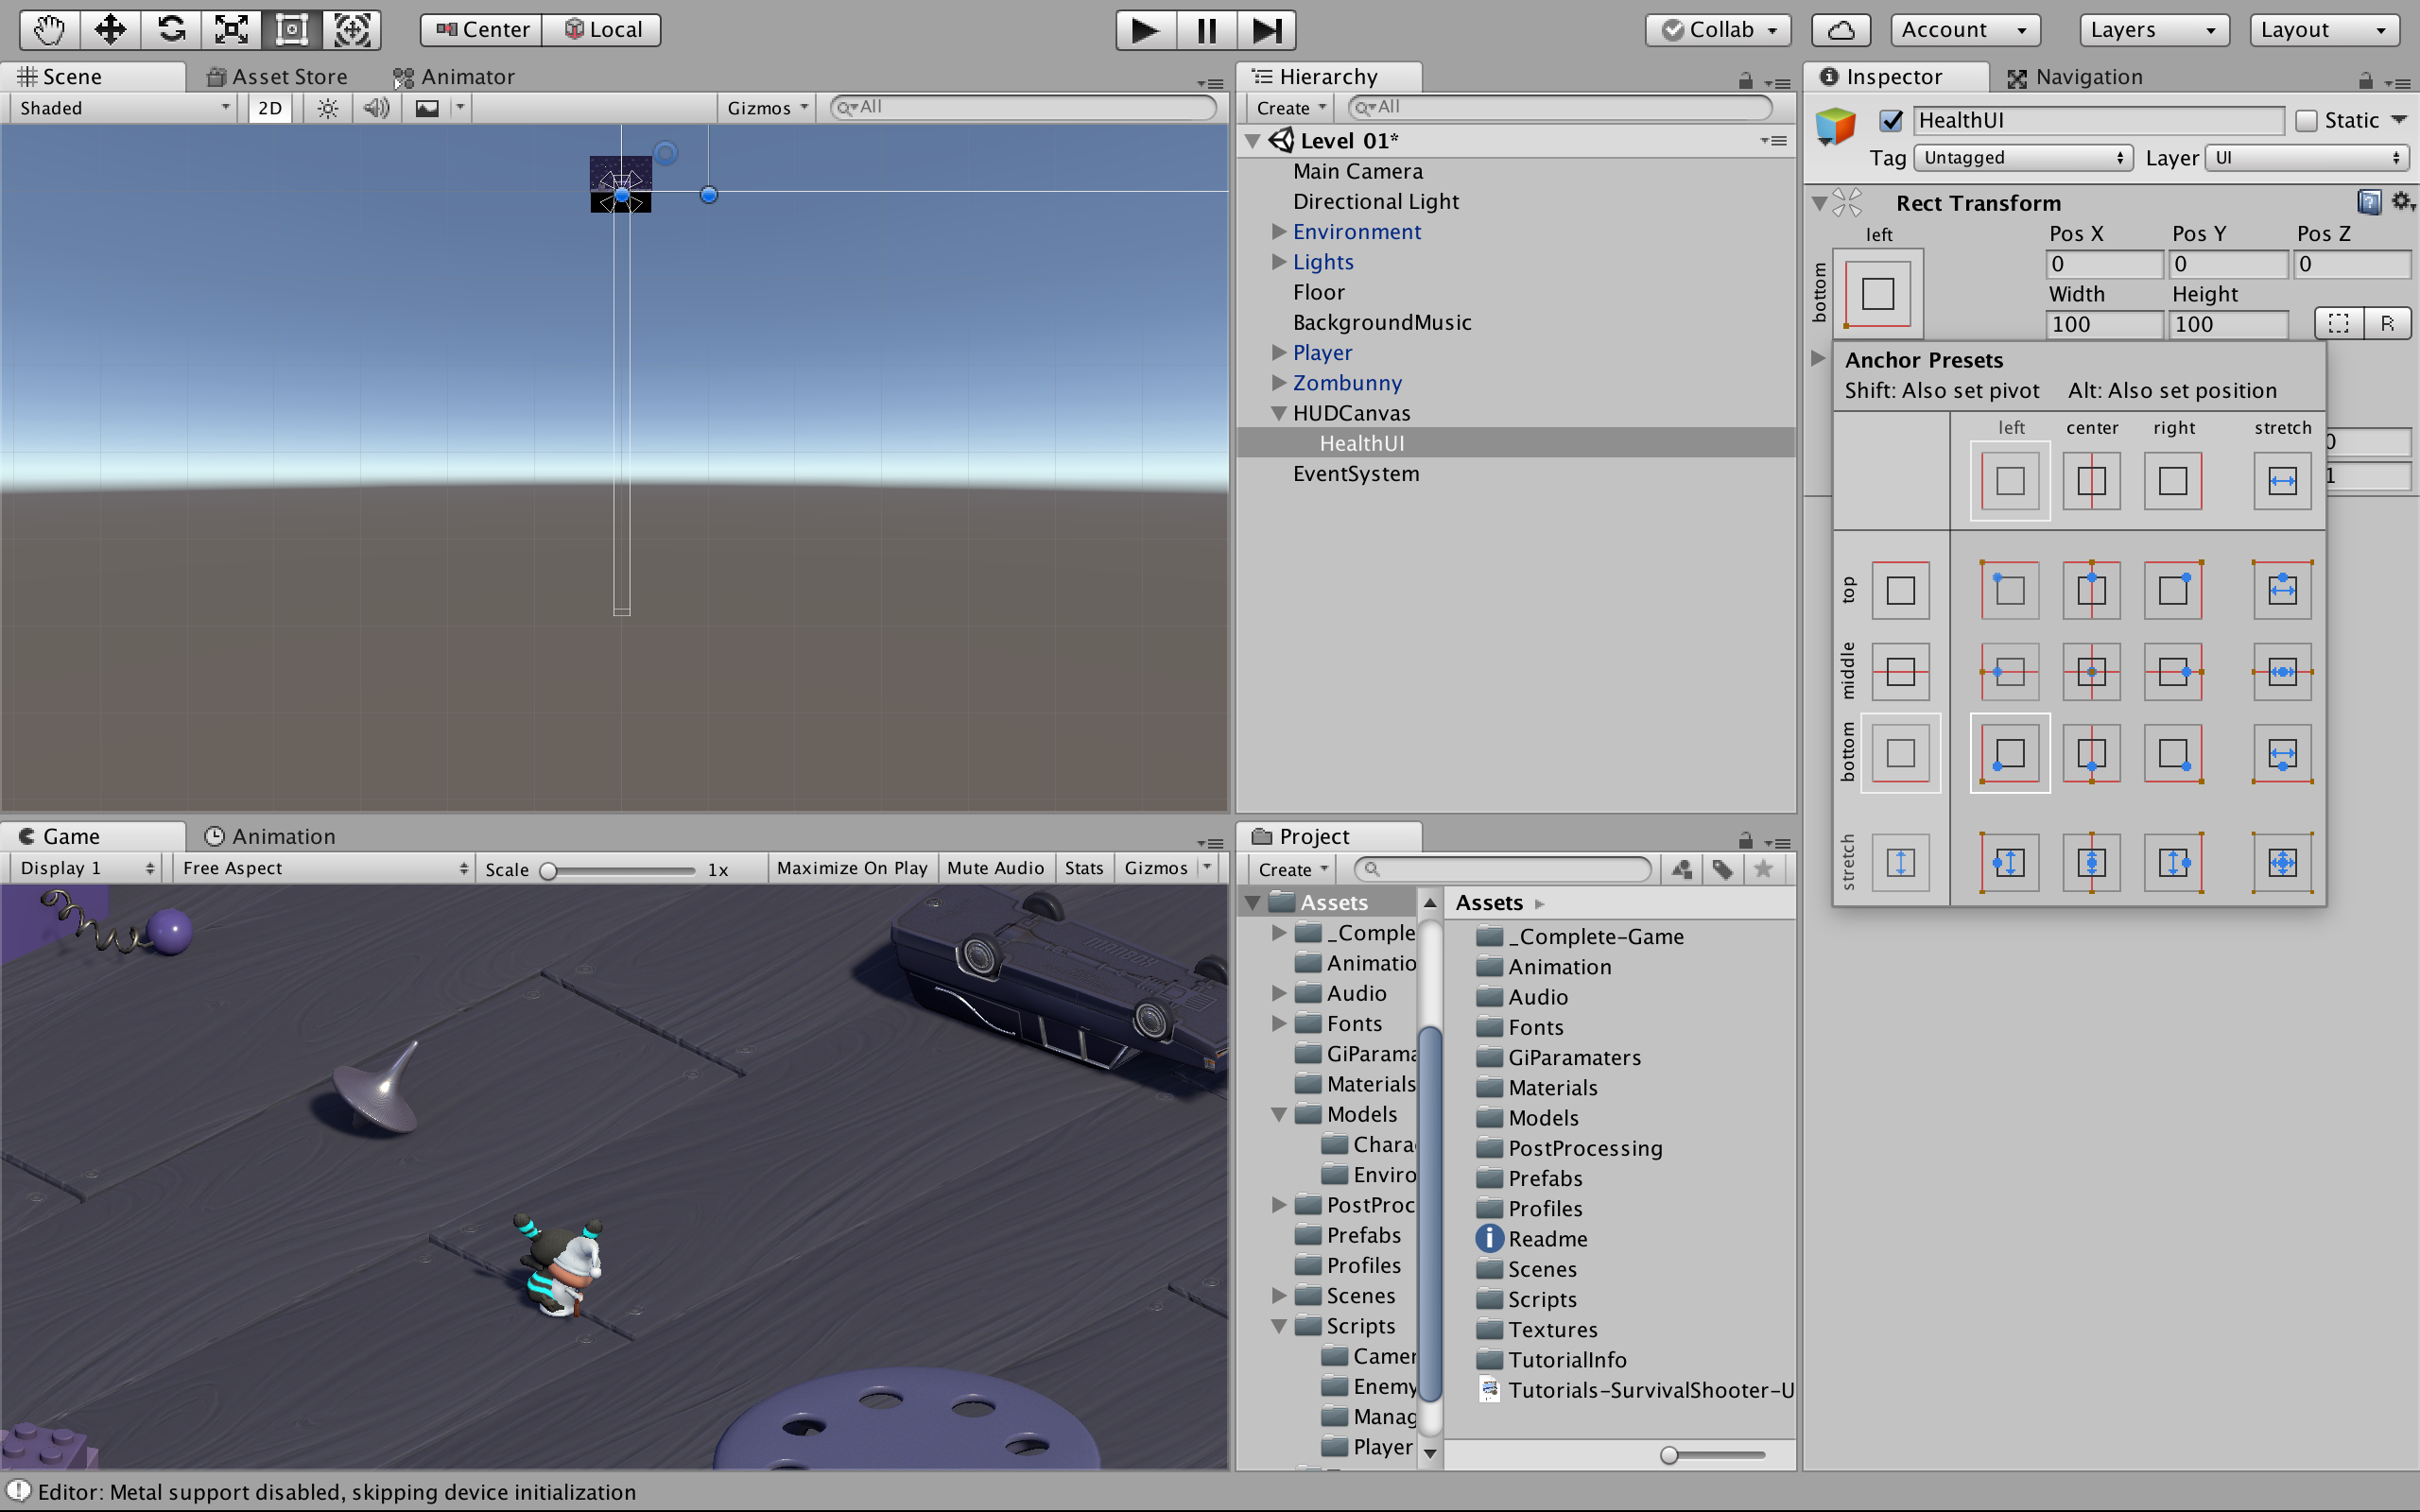 Center Local Collab Account Layers Layout
Scene Asset Store Animator
Shaded 2D Gizmos All
Hierarchy
Create All
Level 01*
Main Camera
Directional Light
Environment
Lights
Floor
BackgroundMusic
Player
Zombunny
HUDCanvas
HealthUI
EventSystem
Inspector Navigation
HealthUI Static
Tag Untagged Layer UI
Rect Transform
left Pos X Pos Y Pos Z
bottom 0 0 0
Width Height
100 100 R
Anchor Presets
Shift: Also set pivot Alt: Also set position
left center right stretch
0
1
top
middle
bottom
stretch
Game Animation
Display 1 Free Aspect Scale 1x Maximize On Play Mute Audio Stats Gizmos
Project
Create
Assets
_Comple
Animatio
Audio
Fonts
GiParama
Materials
Models
Chara
Enviro
PostProc
Prefabs
Profiles
Scenes
Scripts
Camer
Enemy
Manag
Player
Assets
_Complete-Game
Animation
Audio
Fonts
GiParamaters
Materials
Models
PostProcessing
Prefabs
Profiles
Readme
Scenes
Scripts
Textures
TutorialInfo
Tutorials-SurvivalShooter-U
Editor: Metal support disabled, skipping device initialization